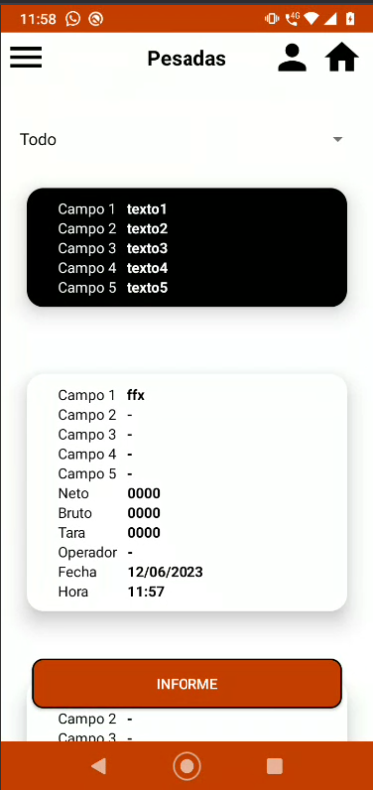 11:58 4G
Pesadas
Todo
Campo 1 texto1
Campo 2 texto2
Campo 3 texto3
Campo 4 texto4
Campo 5 texto5
Campo 1 ffx
Campo 2 -
Campo 3 -
Campo 4 -
Campo 5 -
Neto 0000
Bruto 0000
Tara 0000
Operador -
Fecha 12/06/2023
Hora 11:57
INFORME
Campo 2 -
Campo 3 -